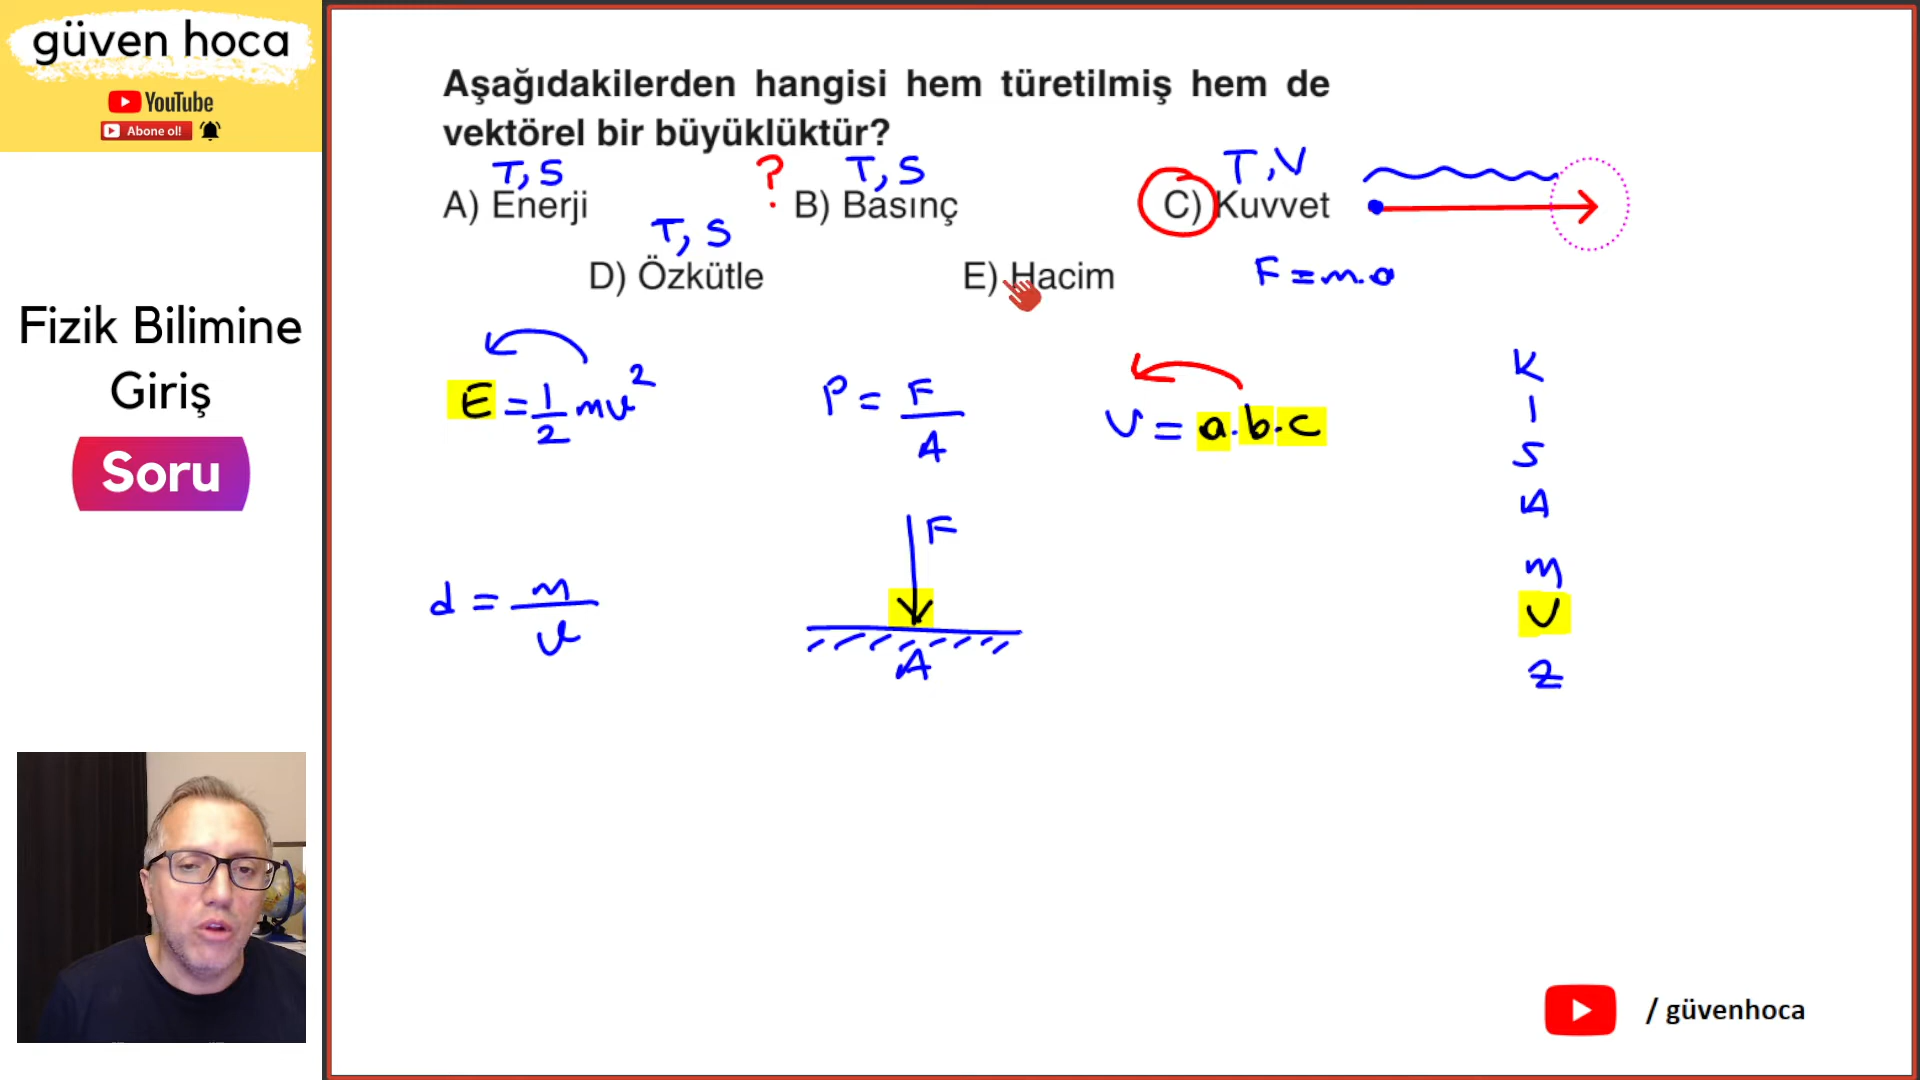 güven hoca
YouTube
Abone ol!
Fizik Bilimine
Giriş
Soru
Aşağıdakilerden hangisi hem türetilmiş hem de
vektörel bir büyüklüktür?
T, S ? T, S T, V
A) Enerji B) Basınç C) Kuvvet
T, S
D) Özkütle E) Hacim F = m.a
E = 1/2 mv²
P = F/A
V = a.b.c
K
I
S
A
m
U
Z
d = m/v
F
A
/ güvenhoca